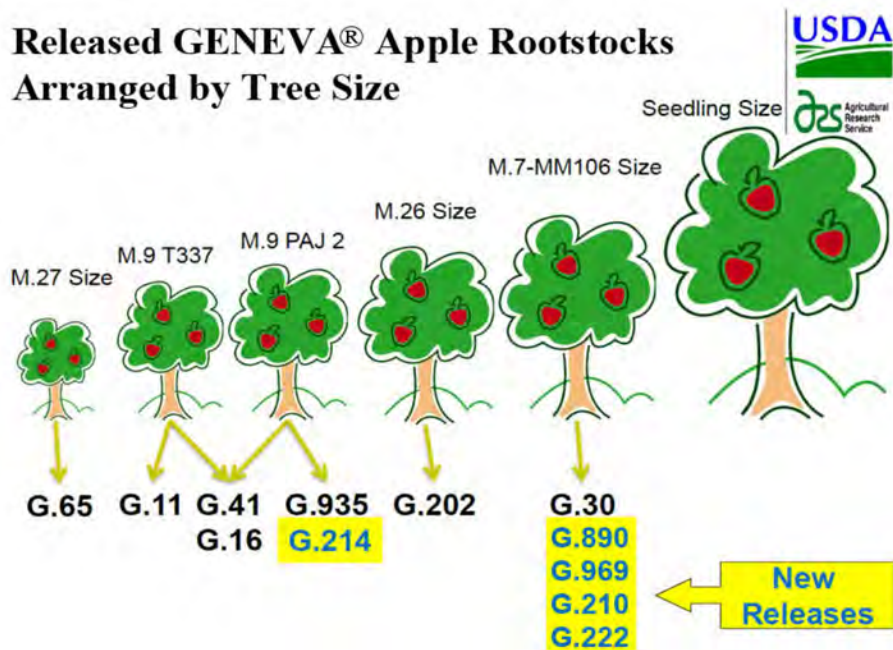 Released GENEVA® Apple Rootstocks
Arranged by Tree Size
USDA
Agricultural
Research
Service
Seedling Size
M.7-MM106 Size
M.26 Size
M.9 PAJ 2
M.9 T337
M.27 Size
G.65
G.11
G.41
G.16
G.935
G.214
G.202
G.30
G.890
G.969
G.210
G.222
New
Releases